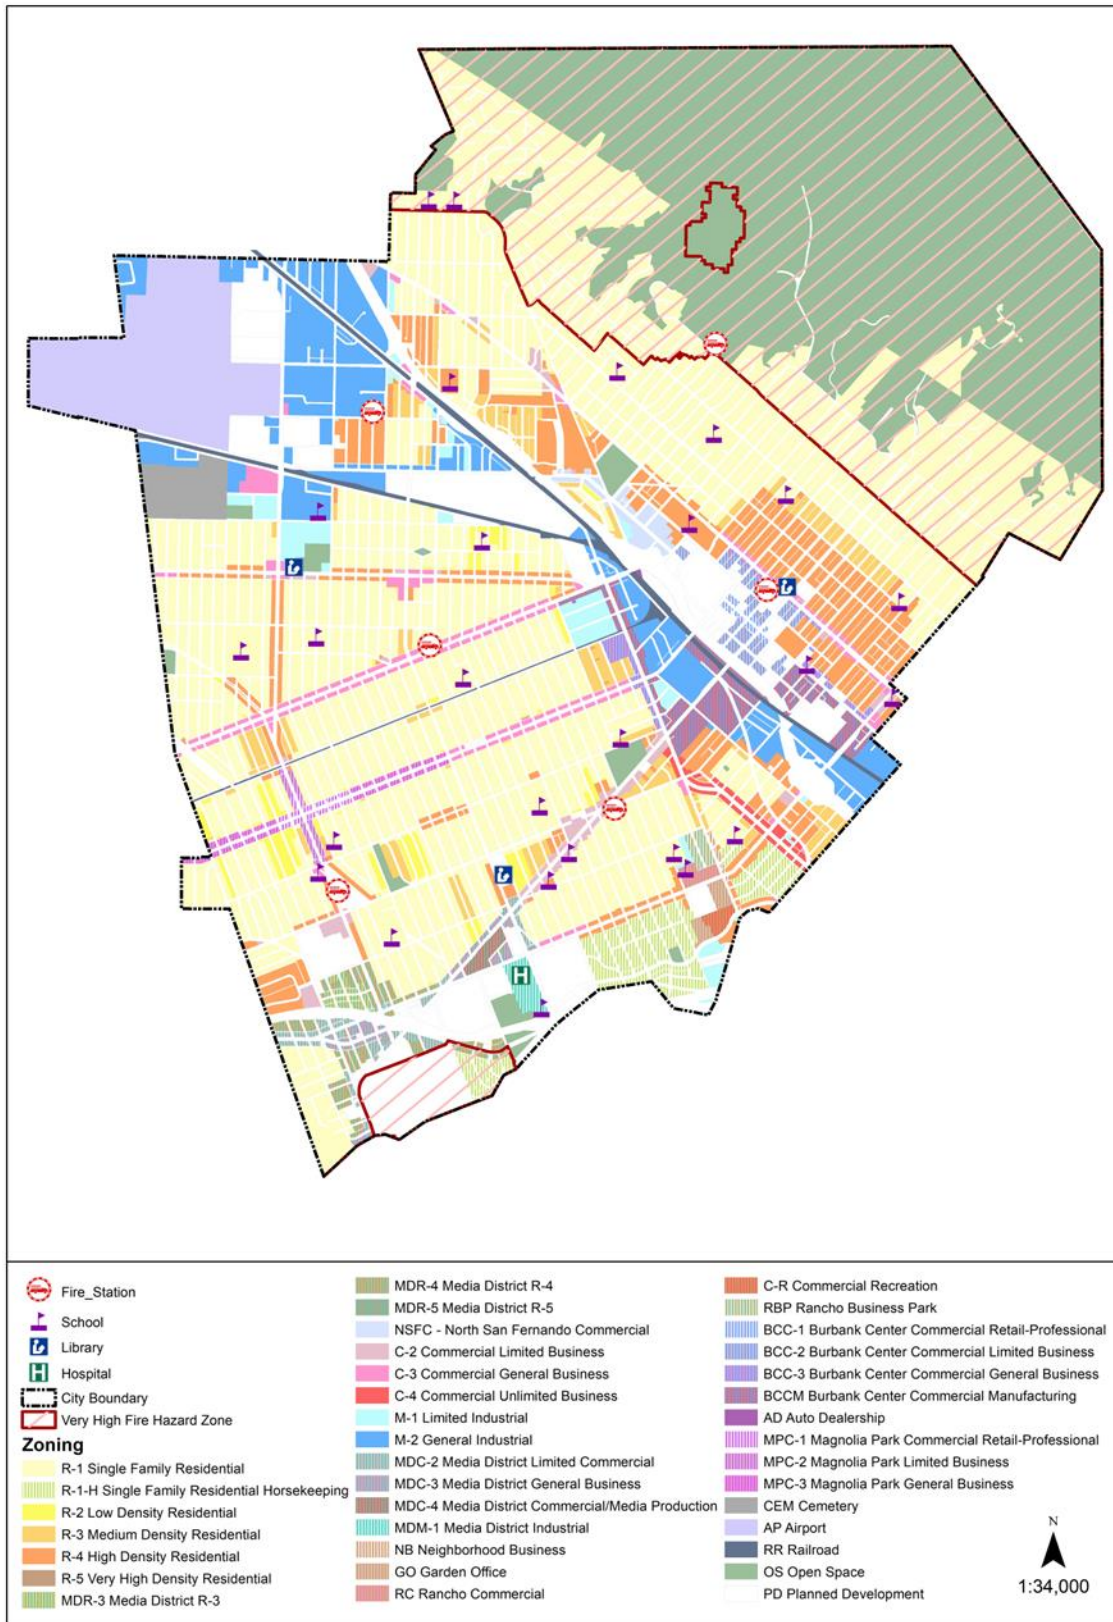 H
Fire_Station
School
Library
H
Hospital
City Boundary
Very High Fire Hazard Zone
Zoning
R-1 Single Family Residential
R-1-H Single Family Residential Horsekeeping
R-2 Low Density Residential
R-3 Medium Density Residential
R-4 High Density Residential
R-5 Very High Density Residential
MDR-3 Media District R-3
MDR-4 Media District R-4
MDR-5 Media District R-5
NSFC - North San Fernando Commercial
C-2 Commercial Limited Business
C-3 Commercial General Business
C-4 Commercial Unlimited Business
M-1 Limited Industrial
M-2 General Industrial
MDC-2 Media District Limited Commercial
MDC-3 Media District General Business
MDC-4 Media District Commercial/Media Production
MDM-1 Media District Industrial
NB Neighborhood Business
GO Garden Office
RC Rancho Commercial
C-R Commercial Recreation
RBP Rancho Business Park
BCC-1 Burbank Center Commercial Retail-Professional
BCC-2 Burbank Center Commercial Limited Business
BCC-3 Burbank Center Commercial General Business
BCCM Burbank Center Commercial Manufacturing
AD Auto Dealership
MPC-1 Magnolia Park Commercial Retail-Professional
MPC-2 Magnolia Park Limited Business
MPC-3 Magnolia Park General Business
CEM Cemetery
AP Airport
RR Railroad
OS Open Space
PD Planned Development
N
1:34,000